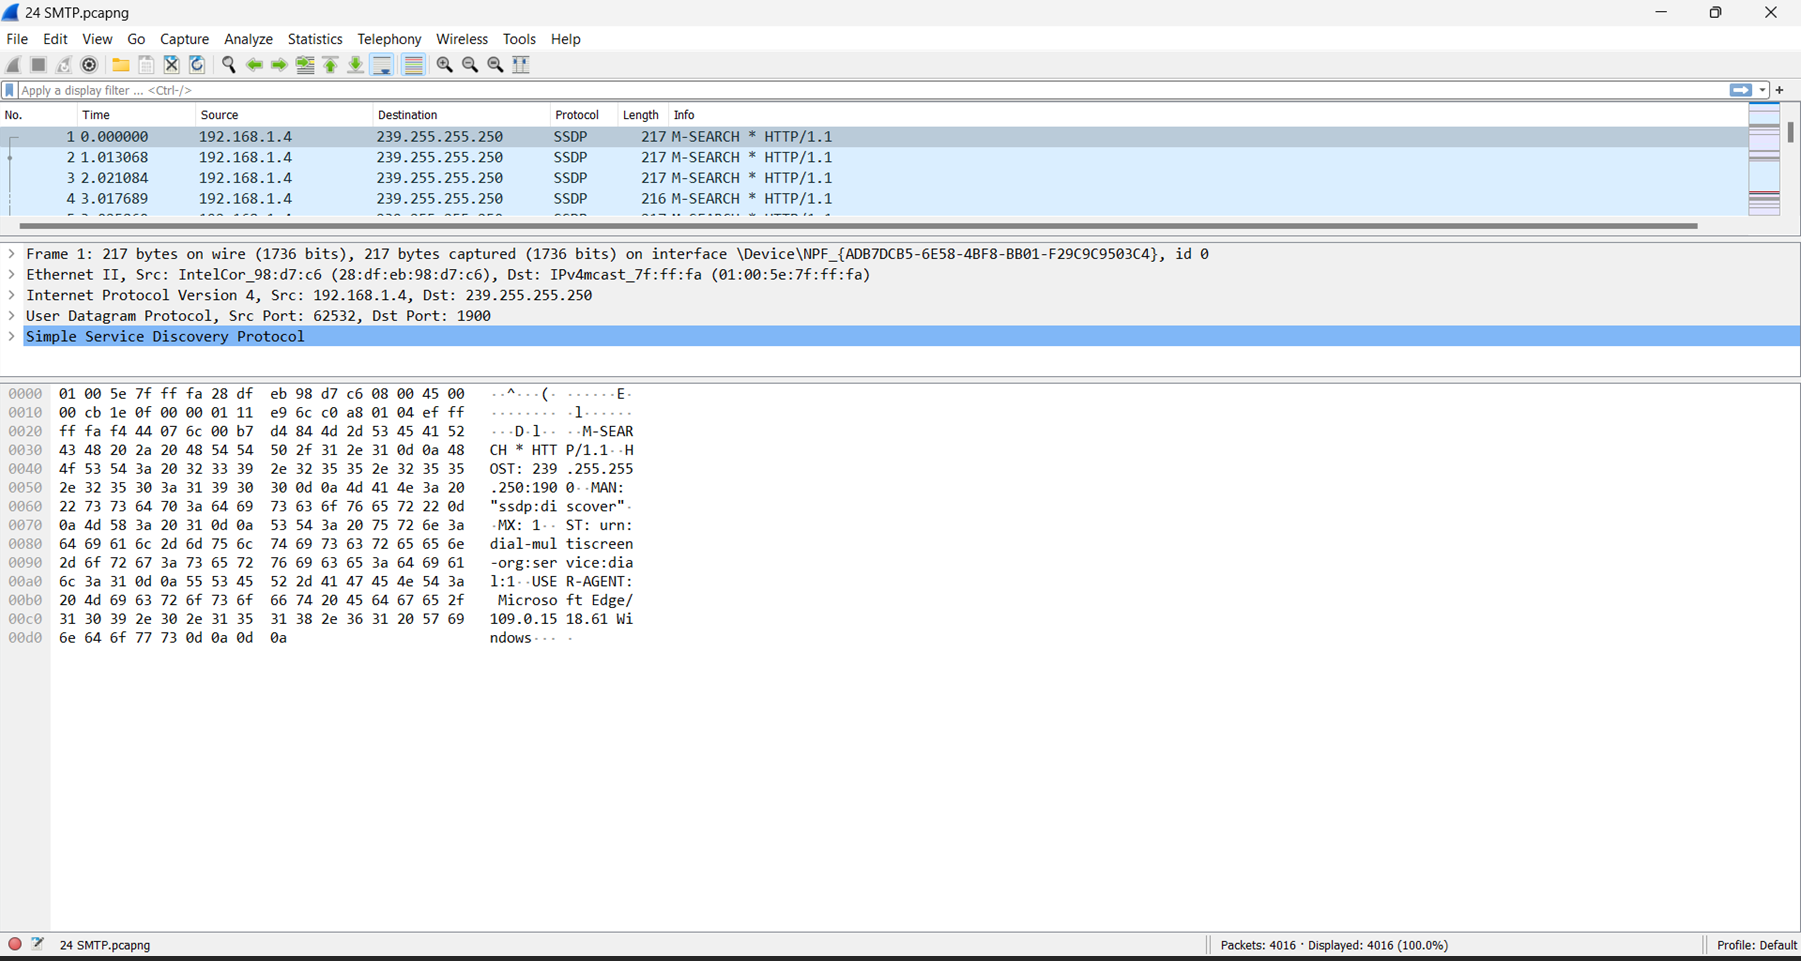 24 SMTP.pcapng
File Edit View Go Capture Analyze Statistics Telephony Wireless Tools Help
Apply a display filter ... <Ctrl-/>
No. Time Source Destination Protocol Length Info
1 0.000000 192.168.1.4 239.255.255.250 SSDP 217 M-SEARCH * HTTP/1.1
2 1.013068 192.168.1.4 239.255.255.250 SSDP 217 M-SEARCH * HTTP/1.1
3 2.021084 192.168.1.4 239.255.255.250 SSDP 217 M-SEARCH * HTTP/1.1
4 3.017689 192.168.1.4 239.255.255.250 SSDP 216 M-SEARCH * HTTP/1.1
Frame 1: 217 bytes on wire (1736 bits), 217 bytes captured (1736 bits) on interface \Device\NPF_{ADB7DCB5-6E58-4BF8-BB01-F29C9C9503C4}, id 0
Ethernet II, Src: IntelCor_98:d7:c6 (28:df:eb:98:d7:c6), Dst: IPv4mcast_7f:ff:fa (01:00:5e:7f:ff:fa)
Internet Protocol Version 4, Src: 192.168.1.4, Dst: 239.255.255.250
User Datagram Protocol, Src Port: 62532, Dst Port: 1900
Simple Service Discovery Protocol
0000 01 00 5e 7f ff fa 28 df eb 98 d7 c6 08 00 45 00 ··^···(· ······E·
0010 00 cb 1e 0f 00 00 01 11 e9 6c c0 a8 01 04 ef ff ········ ·l······
0020 ff fa f4 44 07 6c 00 b7 d4 84 4d 2d 53 45 41 52 ···D·l·· ··M-SEAR
0030 43 48 20 2a 20 48 54 54 50 2f 31 2e 31 0d 0a 48 CH * HTT P/1.1··H
0040 4f 53 54 3a 20 32 33 39 2e 32 35 35 2e 32 35 35 OST: 239 .255.255
0050 2e 32 35 30 3a 31 39 30 30 0d 0a 4d 41 4e 3a 20 .250:190 0··MAN:
0060 22 73 73 64 70 3a 64 69 73 63 6f 76 65 72 22 0d "ssdp:di scover"·
0070 0a 4d 58 3a 20 31 0d 0a 53 54 3a 20 75 72 6e 3a ·MX: 1·· ST: urn:
0080 64 69 61 6c 2d 6d 75 6c 74 69 73 63 72 65 65 6e dial-mul tiscreen
0090 2d 6f 72 67 3a 73 65 72 76 69 63 65 3a 64 69 61 -org:ser vice:dia
00a0 6c 3a 31 0d 0a 55 53 45 52 2d 41 47 45 4e 54 3a l:1··USE R-AGENT:
00b0 20 4d 69 63 72 6f 73 6f 66 74 20 45 64 67 65 2f Microso ft Edge/
00c0 31 30 39 2e 30 2e 31 35 31 38 2e 36 31 20 57 69 109.0.15 18.61 Wi
00d0 6e 64 6f 77 73 0d 0a 0d 0a ndows··· ·
24 SMTP.pcapng Packets: 4016 · Displayed: 4016 (100.0%) Profile: Default